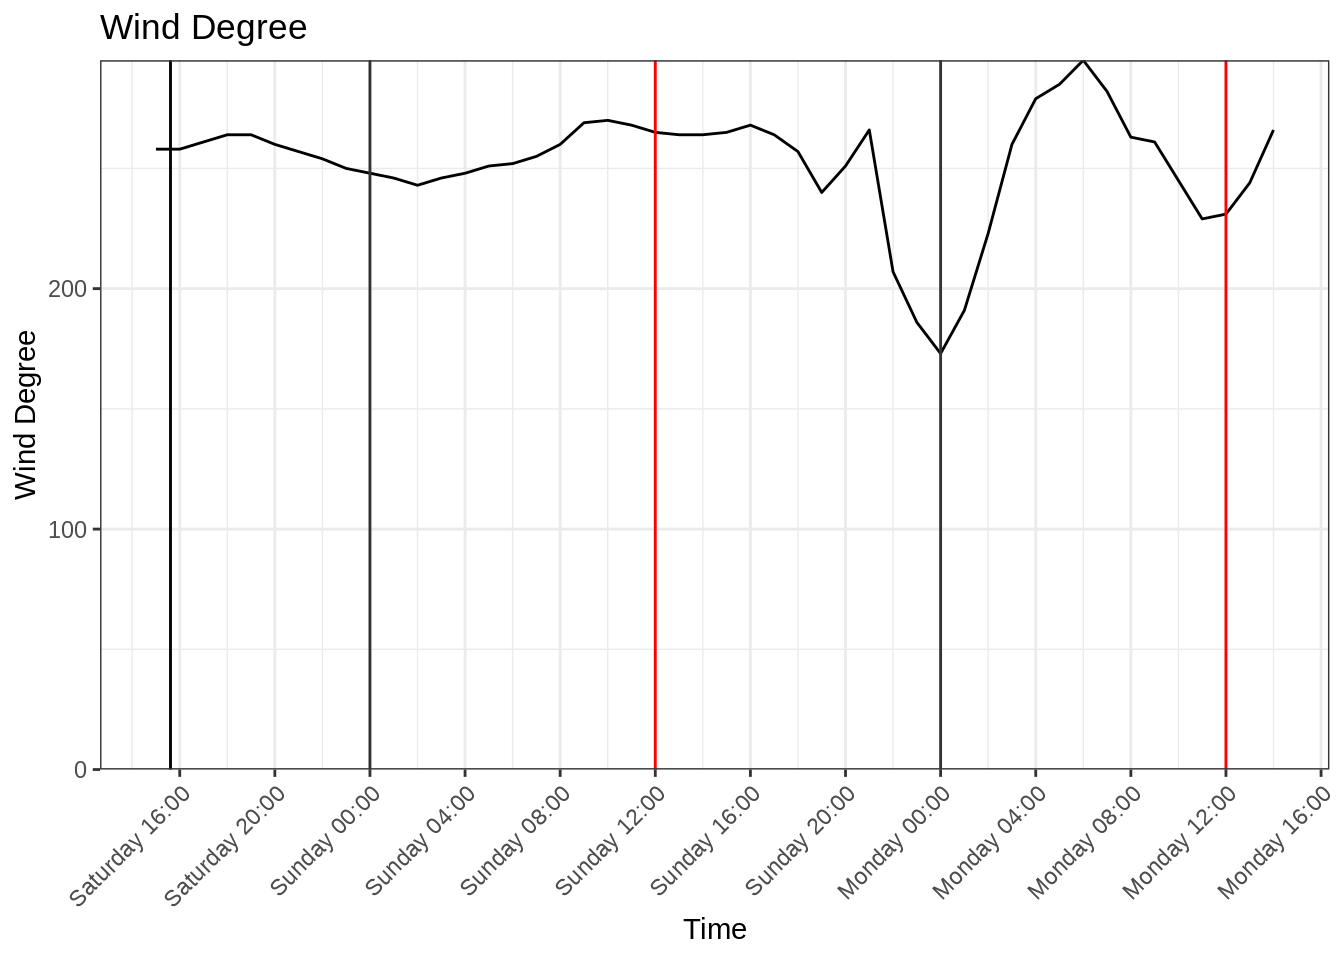 Wind Degree
Wind Degree
200
100
0
Saturday 16:00
Saturday 20:00
Sunday 00:00
Sunday 04:00
Sunday 08:00
Sunday 12:00
Sunday 16:00
Sunday 20:00
Monday 00:00
Monday 04:00
Monday 08:00
Monday 12:00
Monday 16:00
Time